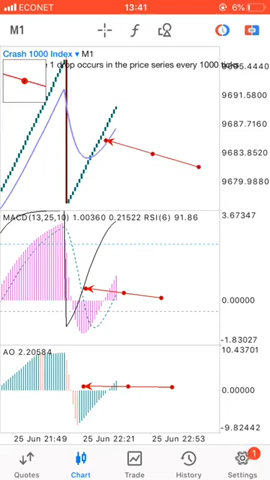 ECONET
13:41
6%
M1
Crash 1000 Index ▾ M1
1 drop occurs in the price series every 1000 ticks
9695.4440
9691.5800
9687.7160
9683.8520
9679.9880
MACD(13,25,10) 1.00360 0.21522 RSI(6) 91.86
3.67347
0.00000
-1.83027
AO 2.20584
10.43701
0.00000
-9.82442
25 Jun 21:49
25 Jun 22:21
25 Jun 22:53
1
Quotes
Chart
Trade
History
Settings